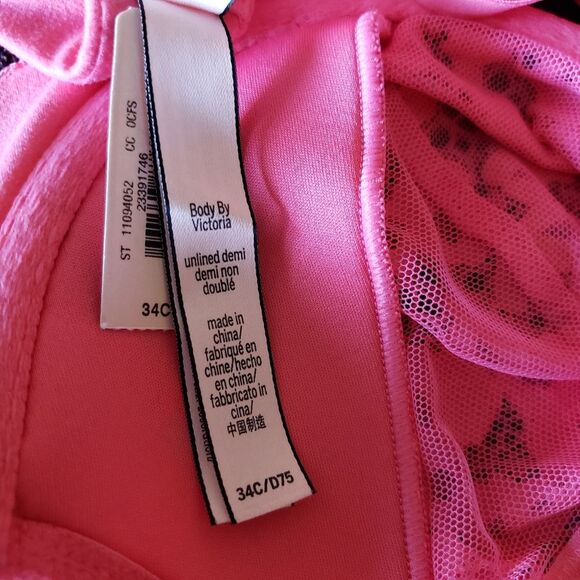 ST 11094052 CC 0CFS
23391746
34C
Body By
Victoria
unlined demi
demi non
doublé
made in
china/
fabriqué en
chine/hecho
en china/
fabbricato in
cina/
中国制造
34C/D75